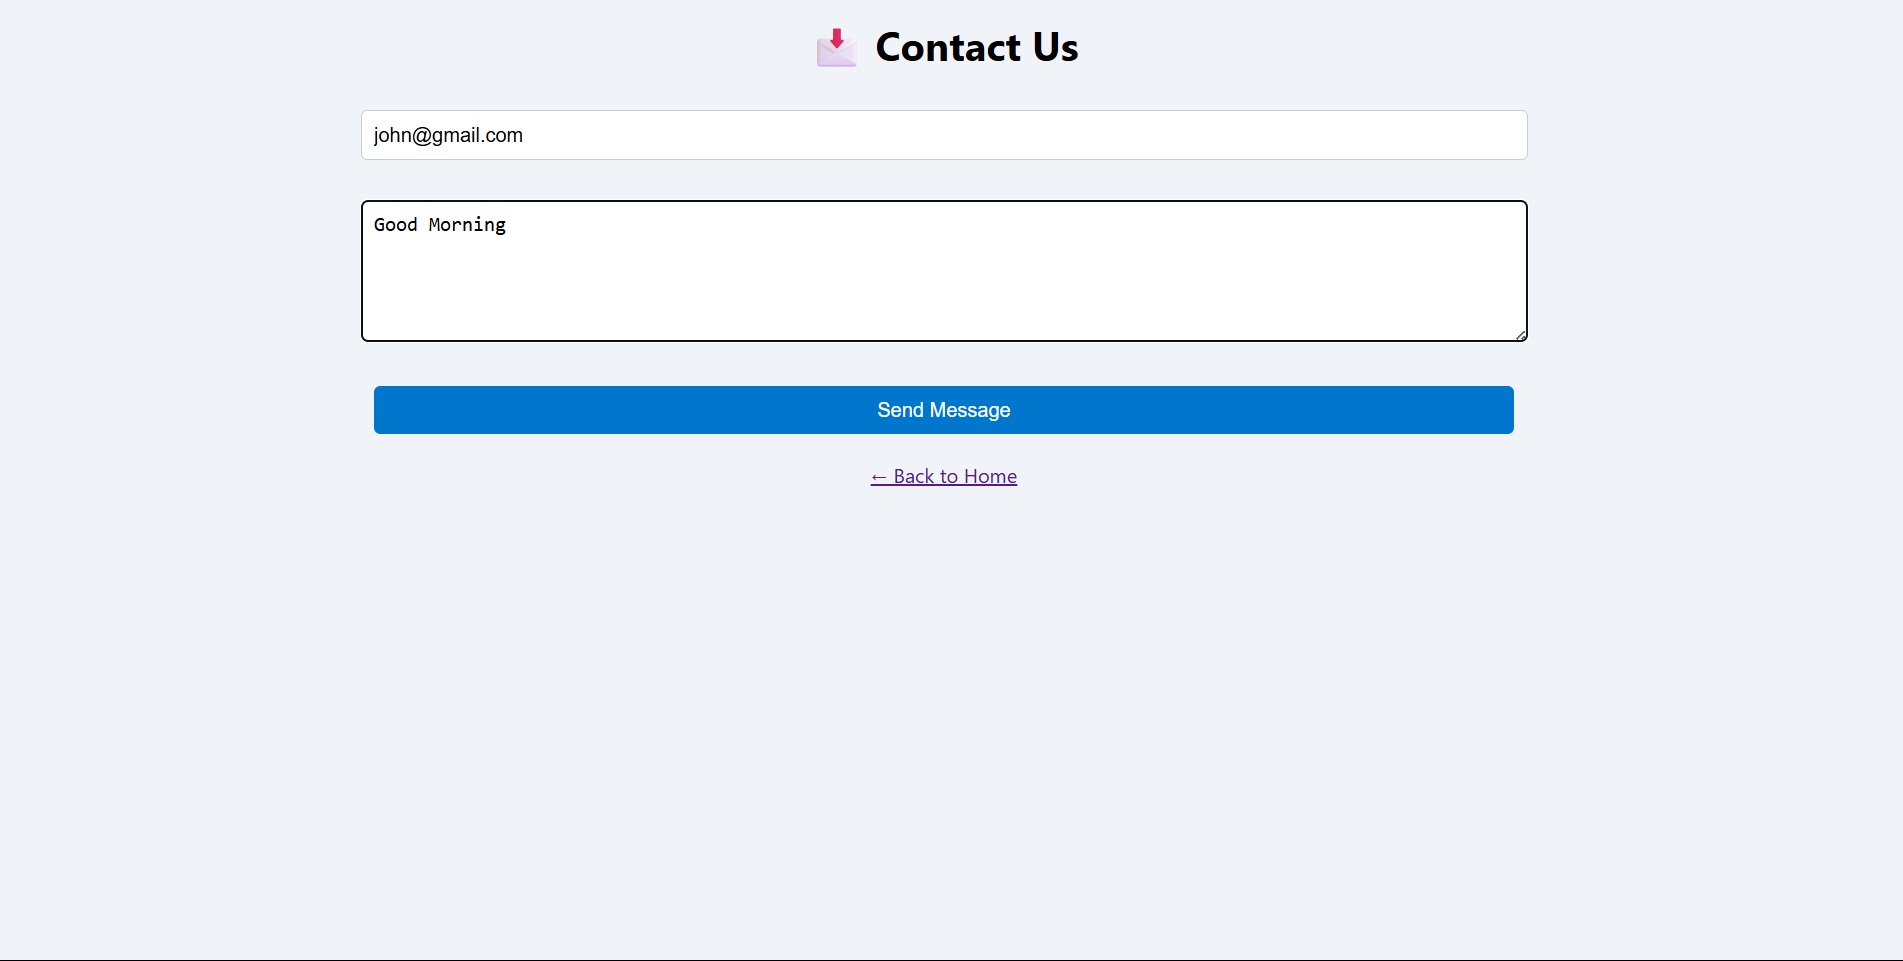 Contact Us
john@gmail.com
Good Morning
Send Message
← Back to Home